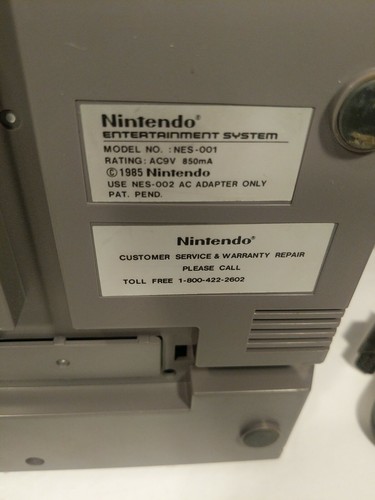 Nintendo®
ENTERTAINMENT SYSTEM
MODEL NO. : NES-001
RATING: AC9V 850mA
©1985 Nintendo
USE NES-002 AC ADAPTER ONLY
PAT. PEND.
Nintendo®
CUSTOMER SERVICE & WARRANTY REPAIR
PLEASE CALL
TOLL FREE 1-800-422-2602